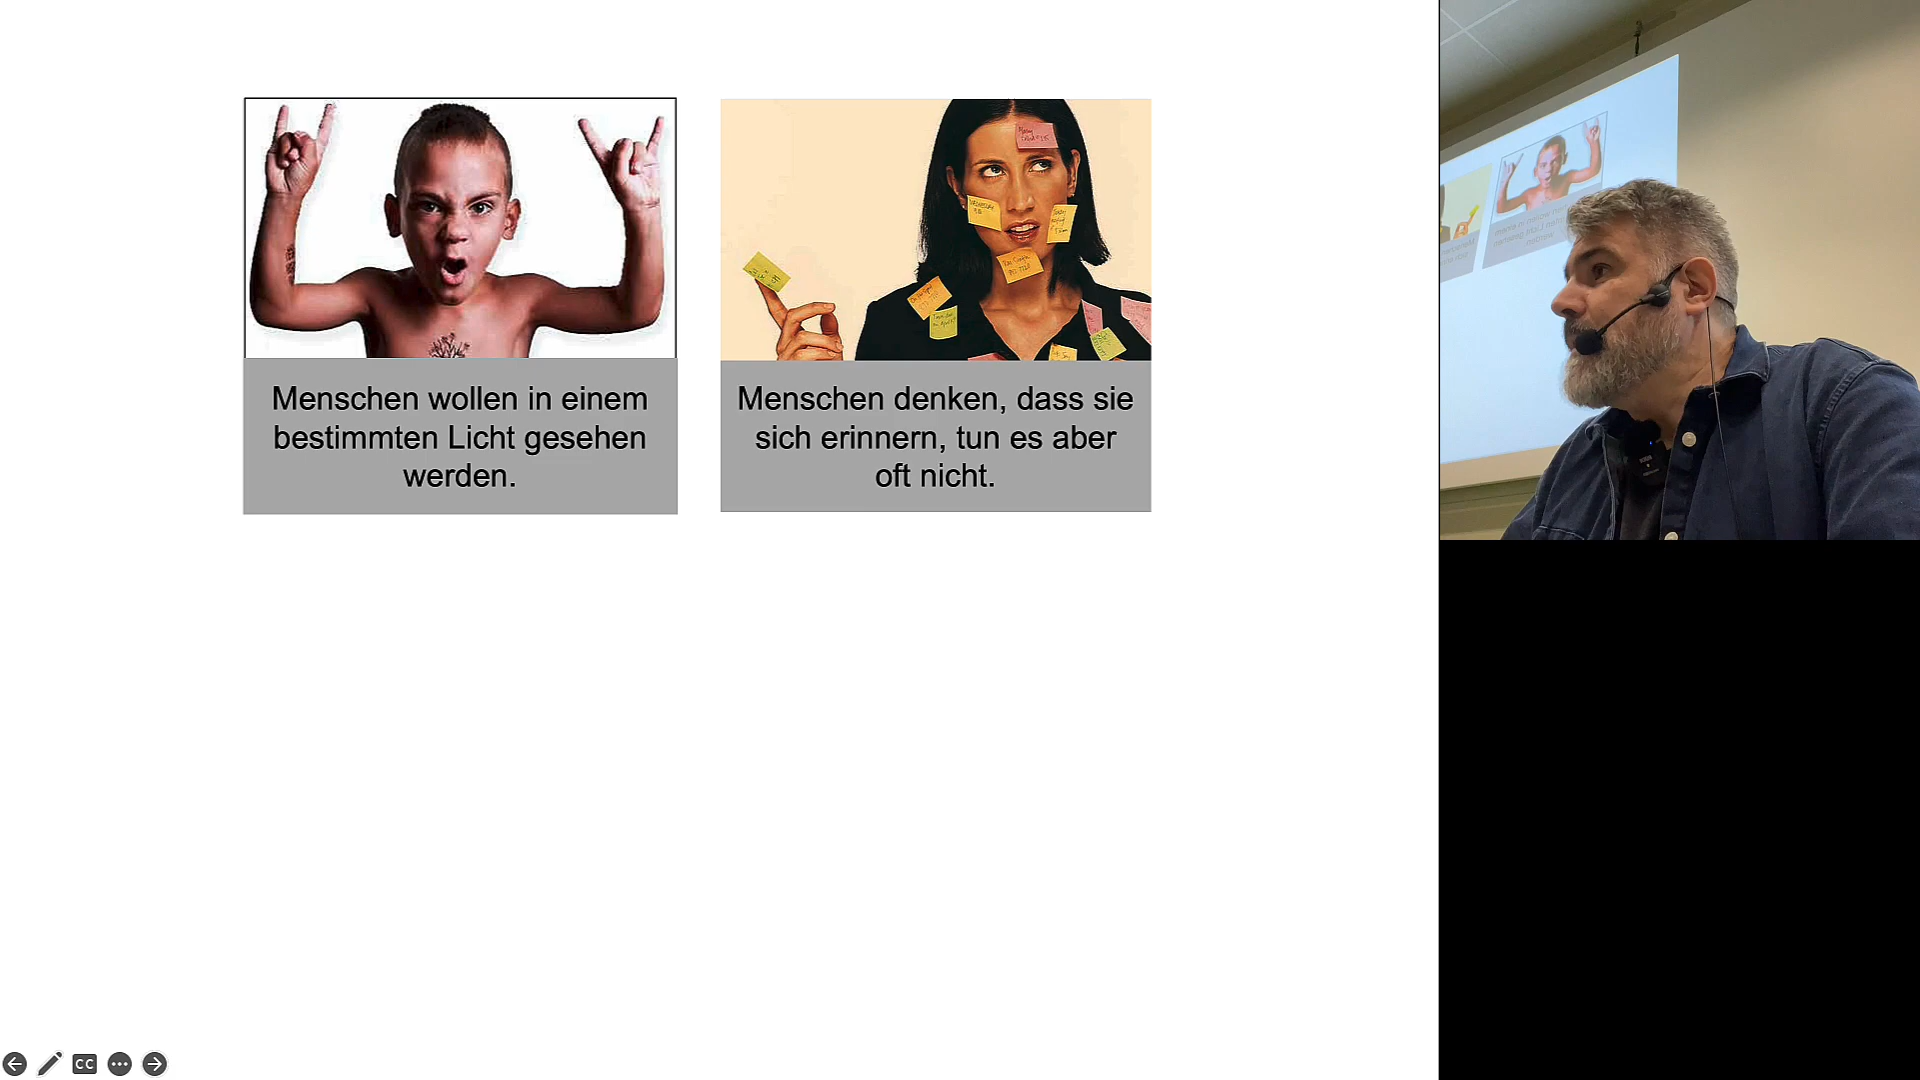 Menschen wollen in einem
bestimmten Licht gesehen
werden.
Menschen denken, dass sie
sich erinnern, tun es aber
oft nicht.
CC